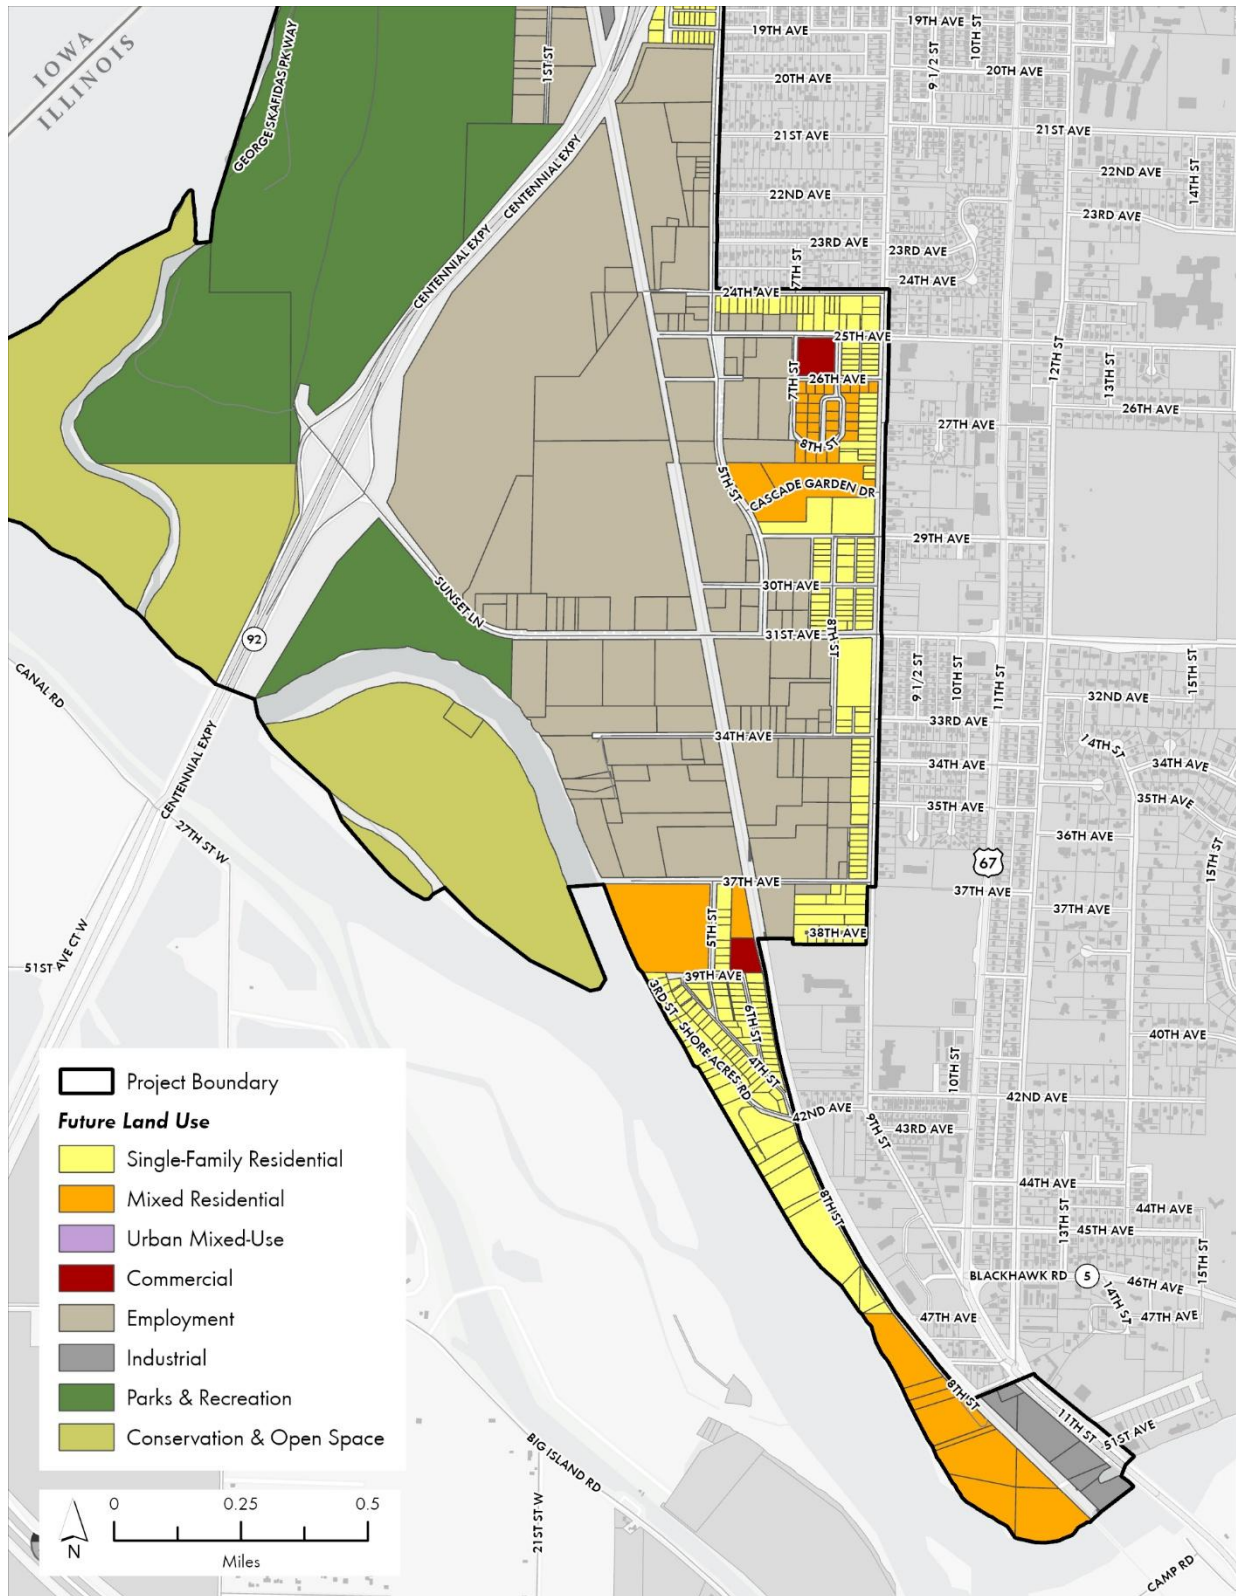 IOWA
ILLINOIS
GEORGE SKAFIDAS PKWAY
1ST ST
19TH AVE
9 1/2 ST
10TH ST
20TH AVE
20TH AVE
21ST AVE
21ST AVE
22ND AVE
22ND AVE
14TH ST
23RD AVE
23RD AVE
23RD AVE
24TH AVE
7TH ST
24TH AVE
CENTENNIAL EXPY
CENTENNIAL EXPY
25TH AVE
7TH ST
26TH AVE
12TH ST
13TH ST
26TH AVE
27TH AVE
8TH ST
5TH ST
CASCADE GARDEN DR
29TH AVE
30TH AVE
SUNSET LN
31ST AVE
8TH ST
92
CANAL RD
CENTENNIAL EXPY
27TH ST W
51ST AVE CT W
9 1/2 ST
10TH ST
11TH ST
15TH ST
32ND AVE
33RD AVE
34TH AVE
34TH AVE
14TH ST
34TH AVE
35TH AVE
35TH AVE
36TH AVE
15TH ST
67
37TH AVE
37TH AVE
37TH AVE
5TH ST
38TH AVE
39TH AVE
3RD ST
SHORE ACRES RD
6TH ST
4TH ST
40TH AVE
10TH ST
42ND AVE
42ND AVE
43RD AVE
9TH ST
44TH AVE
44TH AVE
45TH AVE
13TH ST
15TH ST
8TH ST
BLACKHAWK RD
5
46TH AVE
14TH ST
47TH AVE
47TH AVE
8TH ST
11TH ST
51ST AVE
CAMP RD
BIG ISLAND RD
21ST ST W
Project Boundary
Future Land Use
Single-Family Residential
Mixed Residential
Urban Mixed-Use
Commercial
Employment
Industrial
Parks & Recreation
Conservation & Open Space
N
0 0.25 0.5
Miles